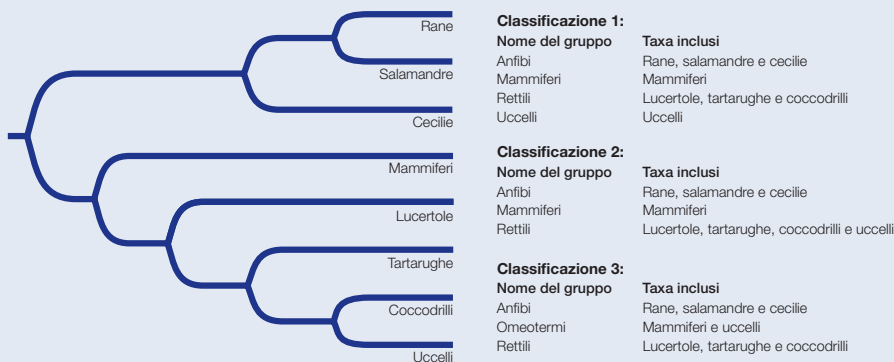 Rane
Salamandre
Cecilie
Mammiferi
Lucertole
Tartarughe
Coccodrilli
Uccelli
Classificazione 1:
Nome del gruppo Taxa inclusi
Anfibi Rane, salamandre e cecilie
Mammiferi Mammiferi
Rettili Lucertole, tartarughe e coccodrilli
Uccelli Uccelli
Classificazione 2:
Nome del gruppo Taxa inclusi
Anfibi Rane, salamandre e cecilie
Mammiferi Mammiferi
Rettili Lucertole, tartarughe, coccodrilli e uccelli
Classificazione 3:
Nome del gruppo Taxa inclusi
Anfibi Rane, salamandre e cecilie
Omeotermi Mammiferi e uccelli
Rettili Lucertole, tartarughe e coccodrilli